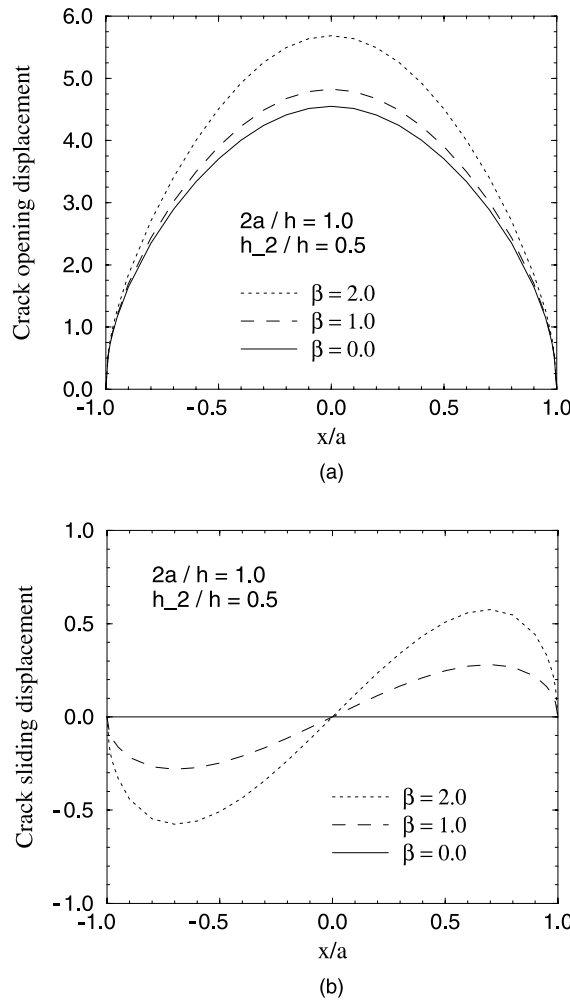 6.0
5.0
4.0
3.0
2.0
1.0
0.0
Crack opening displacement
2a / h = 1.0
h_2 / h = 0.5
β = 2.0
β = 1.0
β = 0.0
-1.0 -0.5 0.0 0.5 1.0
x/a
(a)
1.0
0.5
0.0
-0.5
-1.0
Crack sliding displacement
2a / h = 1.0
h_2 / h = 0.5
β = 2.0
β = 1.0
β = 0.0
-1.0 -0.5 0.0 0.5 1.0
x/a
(b)